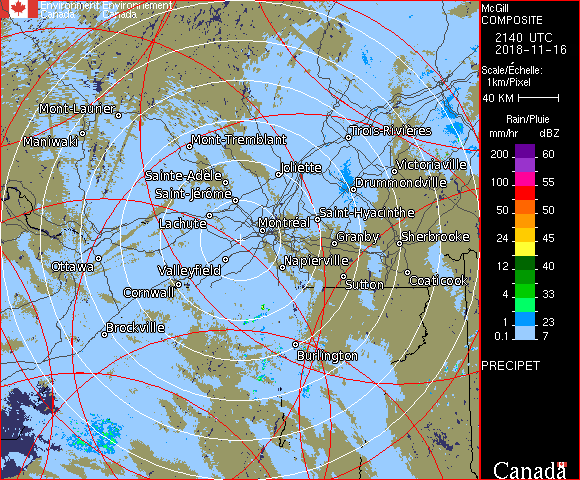 Environment Environnement
Canada Canada
McGill
COMPOSITE
2140 UTC
2018-11-16
Scale/Échelle:
1km/Pixel
40 KM
Rain/Pluie
mm/hr dBZ
200 60
100 55
50 50
24 45
12 40
4 33
1 23
0.1 7
PRECIPET
Mont-Laurier
Maniwaki
Mont-Tremblant
Trois-Rivières
Sainte-Adèle
Joliette
Victoriaville
Saint-Jérôme
Drummondville
Lachute
Montréal
Saint-Hyacinthe
Granby
Sherbrooke
Ottawa
Valleyfield
Napierville
Cornwall
Sutton
Coaticook
Brockville
Burlington
Canada